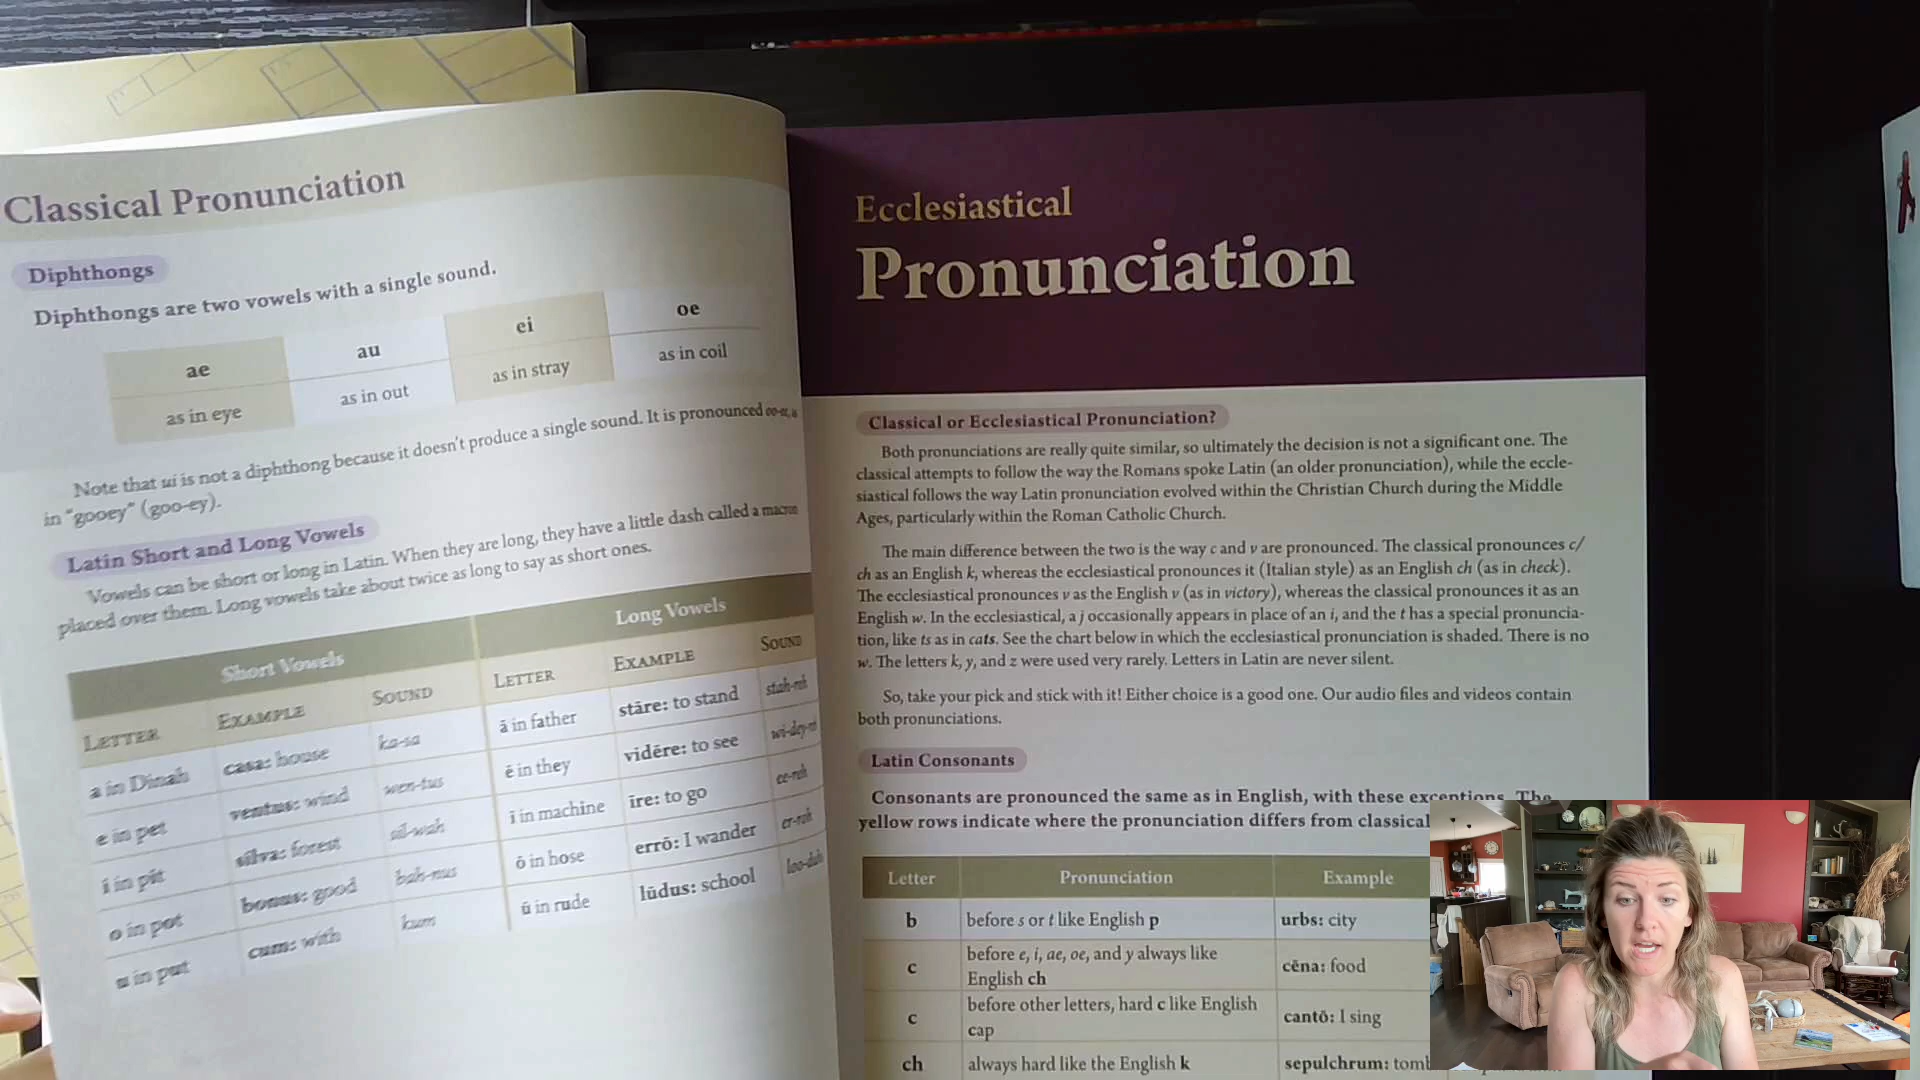 Classical Pronunciation
Diphthongs
Diphthongs are two vowels with a single sound.
ae au ei oe
as in eye as in out as in stray as in coil
Note that ui is not a diphthong because it doesn't produce a single sound. It is pronounced
in "gooey" (goo-ey).
Latin Short and Long Vowels
Vowels can be short or long in Latin. When they are long, they have a little dash called a macron
placed over them. Long vowels take about twice as long to say as short ones.
Short Vowels Long Vowels
Letter Example Sound Letter Example Sound
a in Dinah casa: house ka-sa ā in father stāre: to stand stah-reh
e in pet ventus: wind wen-tus ē in they vidēre: to see
i in pit silva: forest sil-wah ī in machine īre: to go ee-reh
o in pot bonus: good bah-nus ō in hose errō: I wander er-roh
u in put cum: with kum ū in rude lūdus: school
Ecclesiastical
Pronunciation
Classical or Ecclesiastical Pronunciation?
Both pronunciations are really quite similar, so ultimately the decision is not a significant one. The
classical attempts to follow the way the Romans spoke Latin (an older pronunciation), while the eccle-
siastical follows the way Latin pronunciation evolved within the Christian Church during the Middle
Ages, particularly within the Roman Catholic Church.
The main difference between the two is the way c and v are pronounced. The classical pronounces c/
ch as an English k, whereas the ecclesiastical pronounces it (Italian style) as an English ch (as in check).
The ecclesiastical pronounces v as the English v (as in victory), whereas the classical pronounces it as an
English w. In the ecclesiastical, a j occasionally appears in place of an i, and the t has a special pronuncia-
tion, like ts as in cats. See the chart below in which the ecclesiastical pronunciation is shaded. There is no
w. The letters k, y, and z were used very rarely. Letters in Latin are never silent.
So, take your pick and stick with it! Either choice is a good one. Our audio files and videos contain
both pronunciations.
Latin Consonants
Consonants are pronounced the same as in English, with these exceptions. The
yellow rows indicate where the pronunciation differs from classical
Letter Pronunciation Example
b before s or t like English p urbs: city
c before e, i, ae, oe, and y always like
English ch cēna: food
c before other letters, hard c like English
cap cantō: I sing
ch always hard like the English k sepulchrum: tomb